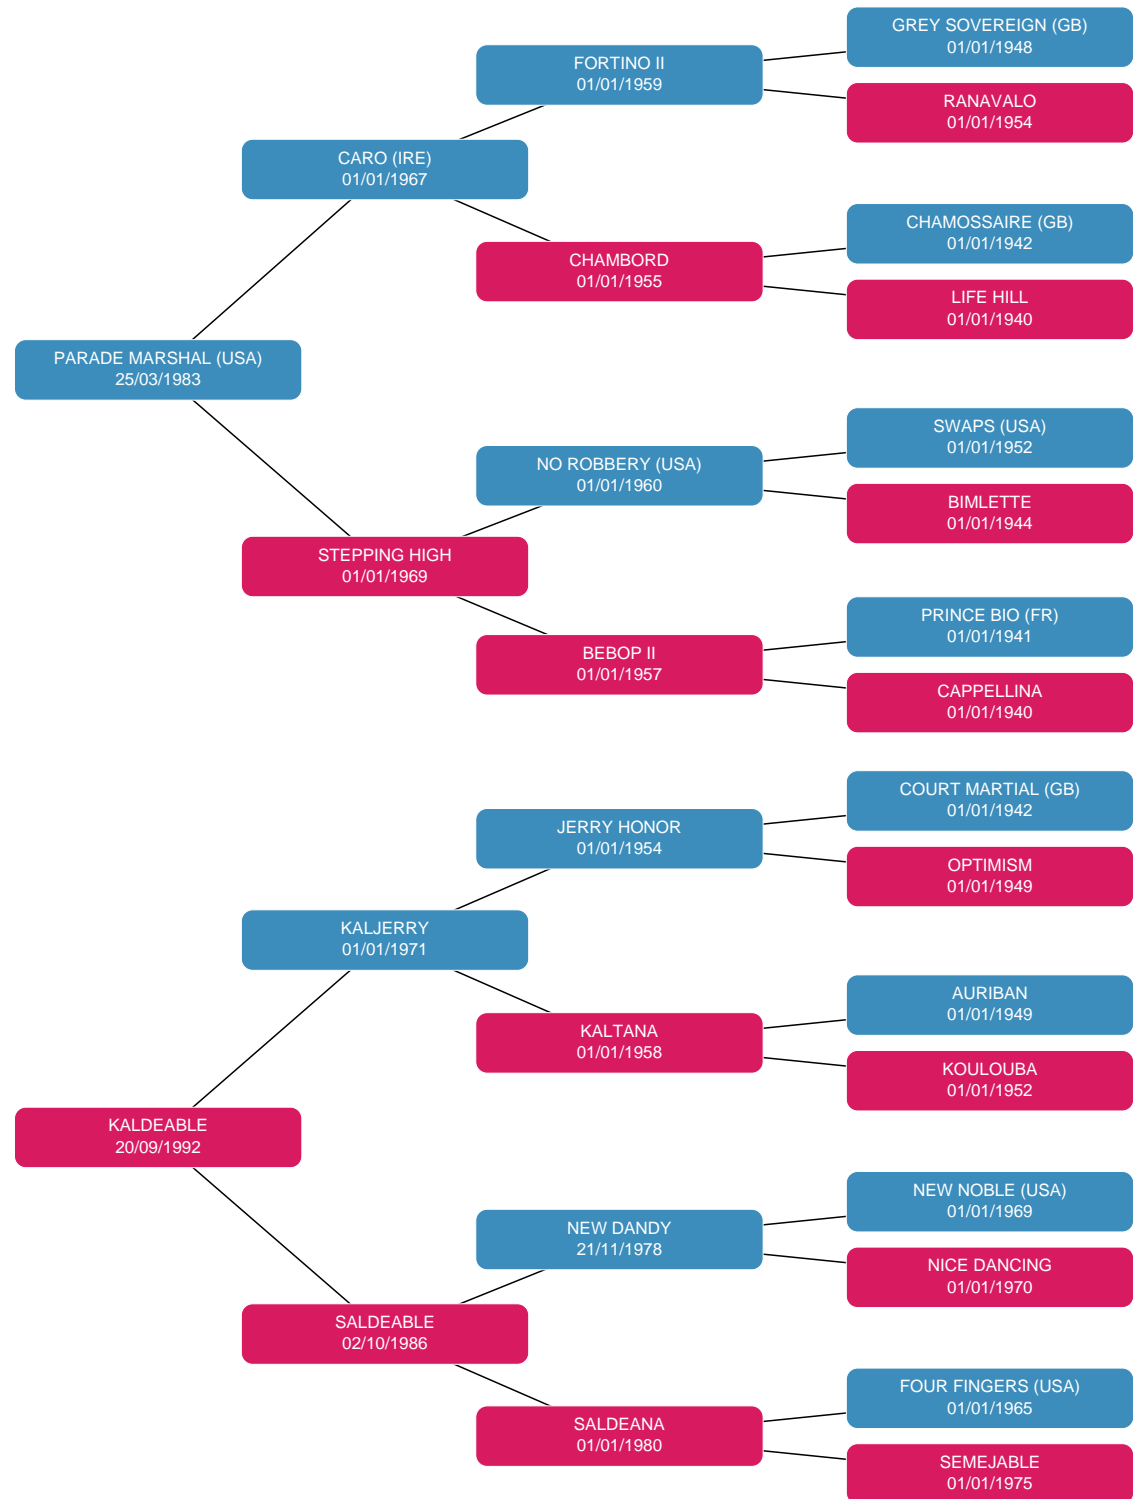 GREY SOVEREIGN (GB)
01/01/1948
FORTINO II
01/01/1959
RANAVALO
01/01/1954
CARO (IRE)
01/01/1967
CHAMOSSAIRE (GB)
01/01/1942
CHAMBORD
01/01/1955
LIFE HILL
01/01/1940
PARADE MARSHAL (USA)
25/03/1983
SWAPS (USA)
01/01/1952
NO ROBBERY (USA)
01/01/1960
BIMLETTE
01/01/1944
STEPPING HIGH
01/01/1969
PRINCE BIO (FR)
01/01/1941
BEBOP II
01/01/1957
CAPPELLINA
01/01/1940
COURT MARTIAL (GB)
01/01/1942
JERRY HONOR
01/01/1954
OPTIMISM
01/01/1949
KALJERRY
01/01/1971
AURIBAN
01/01/1949
KALTANA
01/01/1958
KOULOUBA
01/01/1952
KALDEABLE
20/09/1992
NEW NOBLE (USA)
01/01/1969
NEW DANDY
21/11/1978
NICE DANCING
01/01/1970
SALDEABLE
02/10/1986
FOUR FINGERS (USA)
01/01/1965
SALDEANA
01/01/1980
SEMEJABLE
01/01/1975